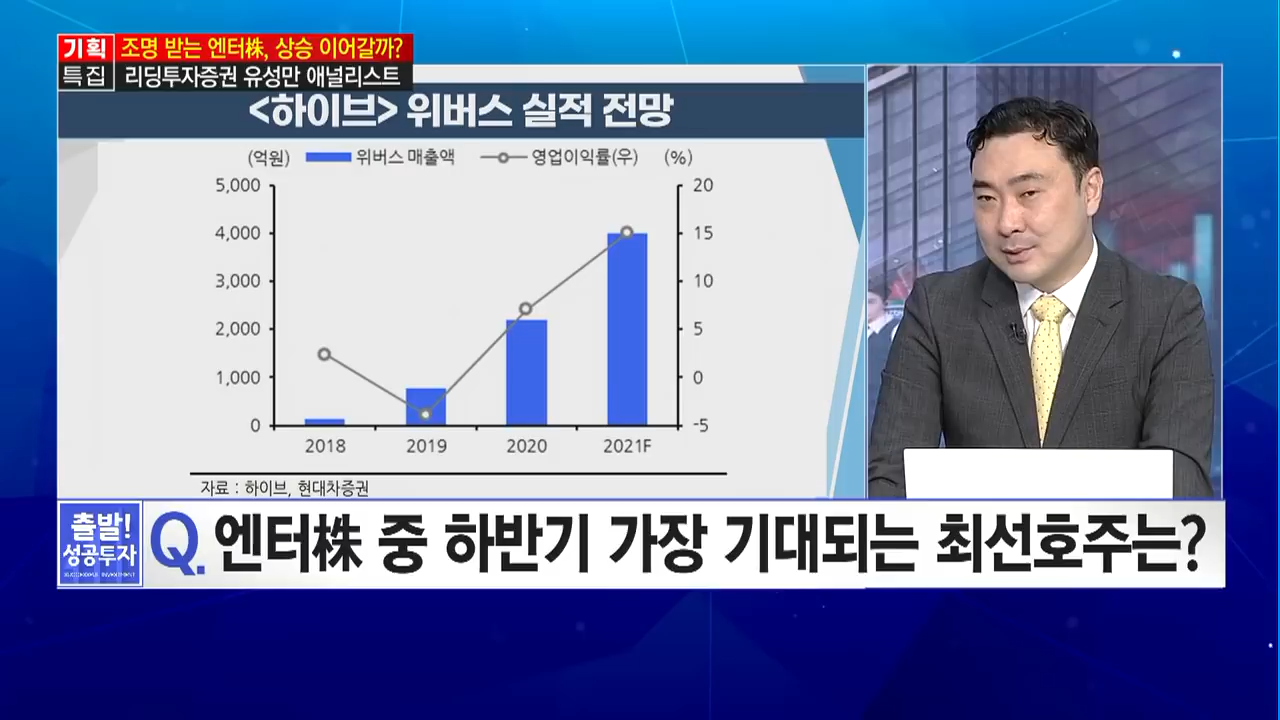 기획 조명 받는 엔터株, 상승 이어갈까?
특집 리딩투자증권 유성만 애널리스트
<하이브> 위버스 실적 전망
(억원) 위버스 매출액 영업이익률(우) (%)
5,000 20
4,000 15
3,000 10
2,000 5
1,000 0
0 -5
2018 2019 2020 2021F
자료 : 하이브, 현대차증권
출발!
성공투자
SUCCESSFUL INVESTMENT
Q. 엔터株 중 하반기 가장 기대되는 최선호주는?